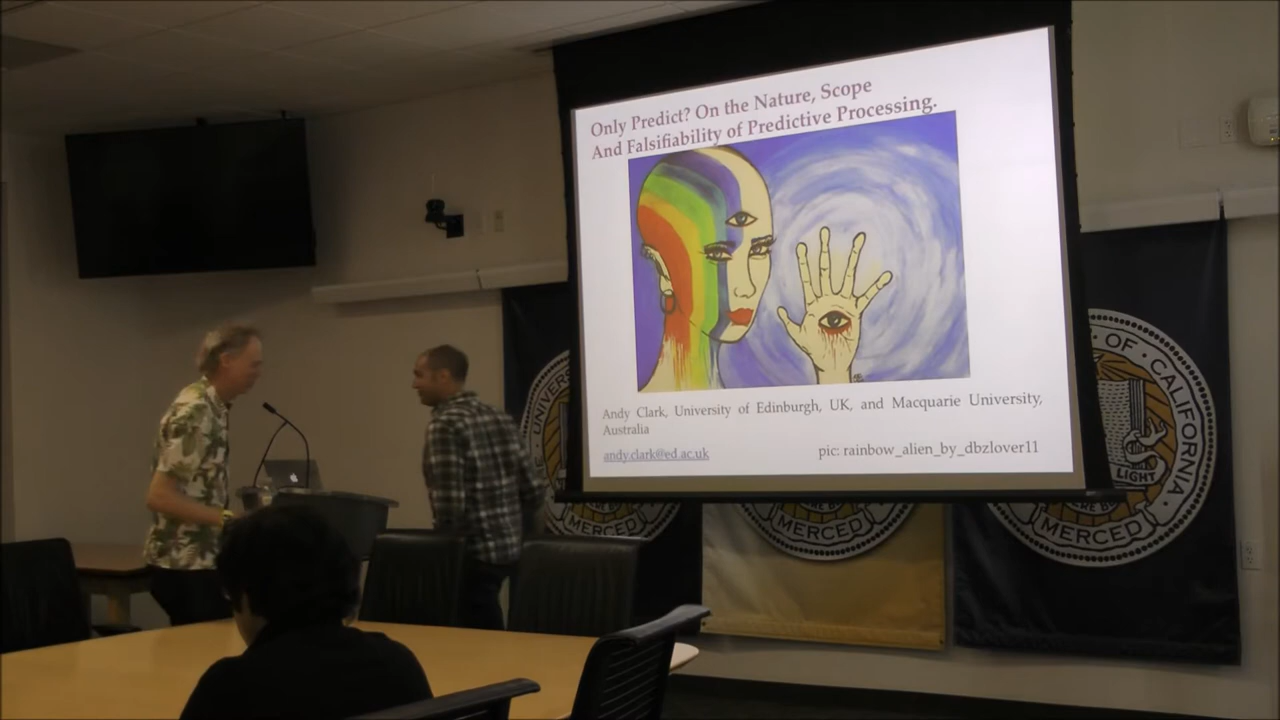 Only Predict? On the Nature, Scope
And Falsifiability of Predictive Processing.
Andy Clark, University of Edinburgh, UK, and Macquarie University,
Australia
andy.clark@ed.ac.uk
pic: rainbow_alien_by_dbzlover11
UNIVERS
MERCED
MERCED
OF · CALIFORNIA
LIGHT
MERCED